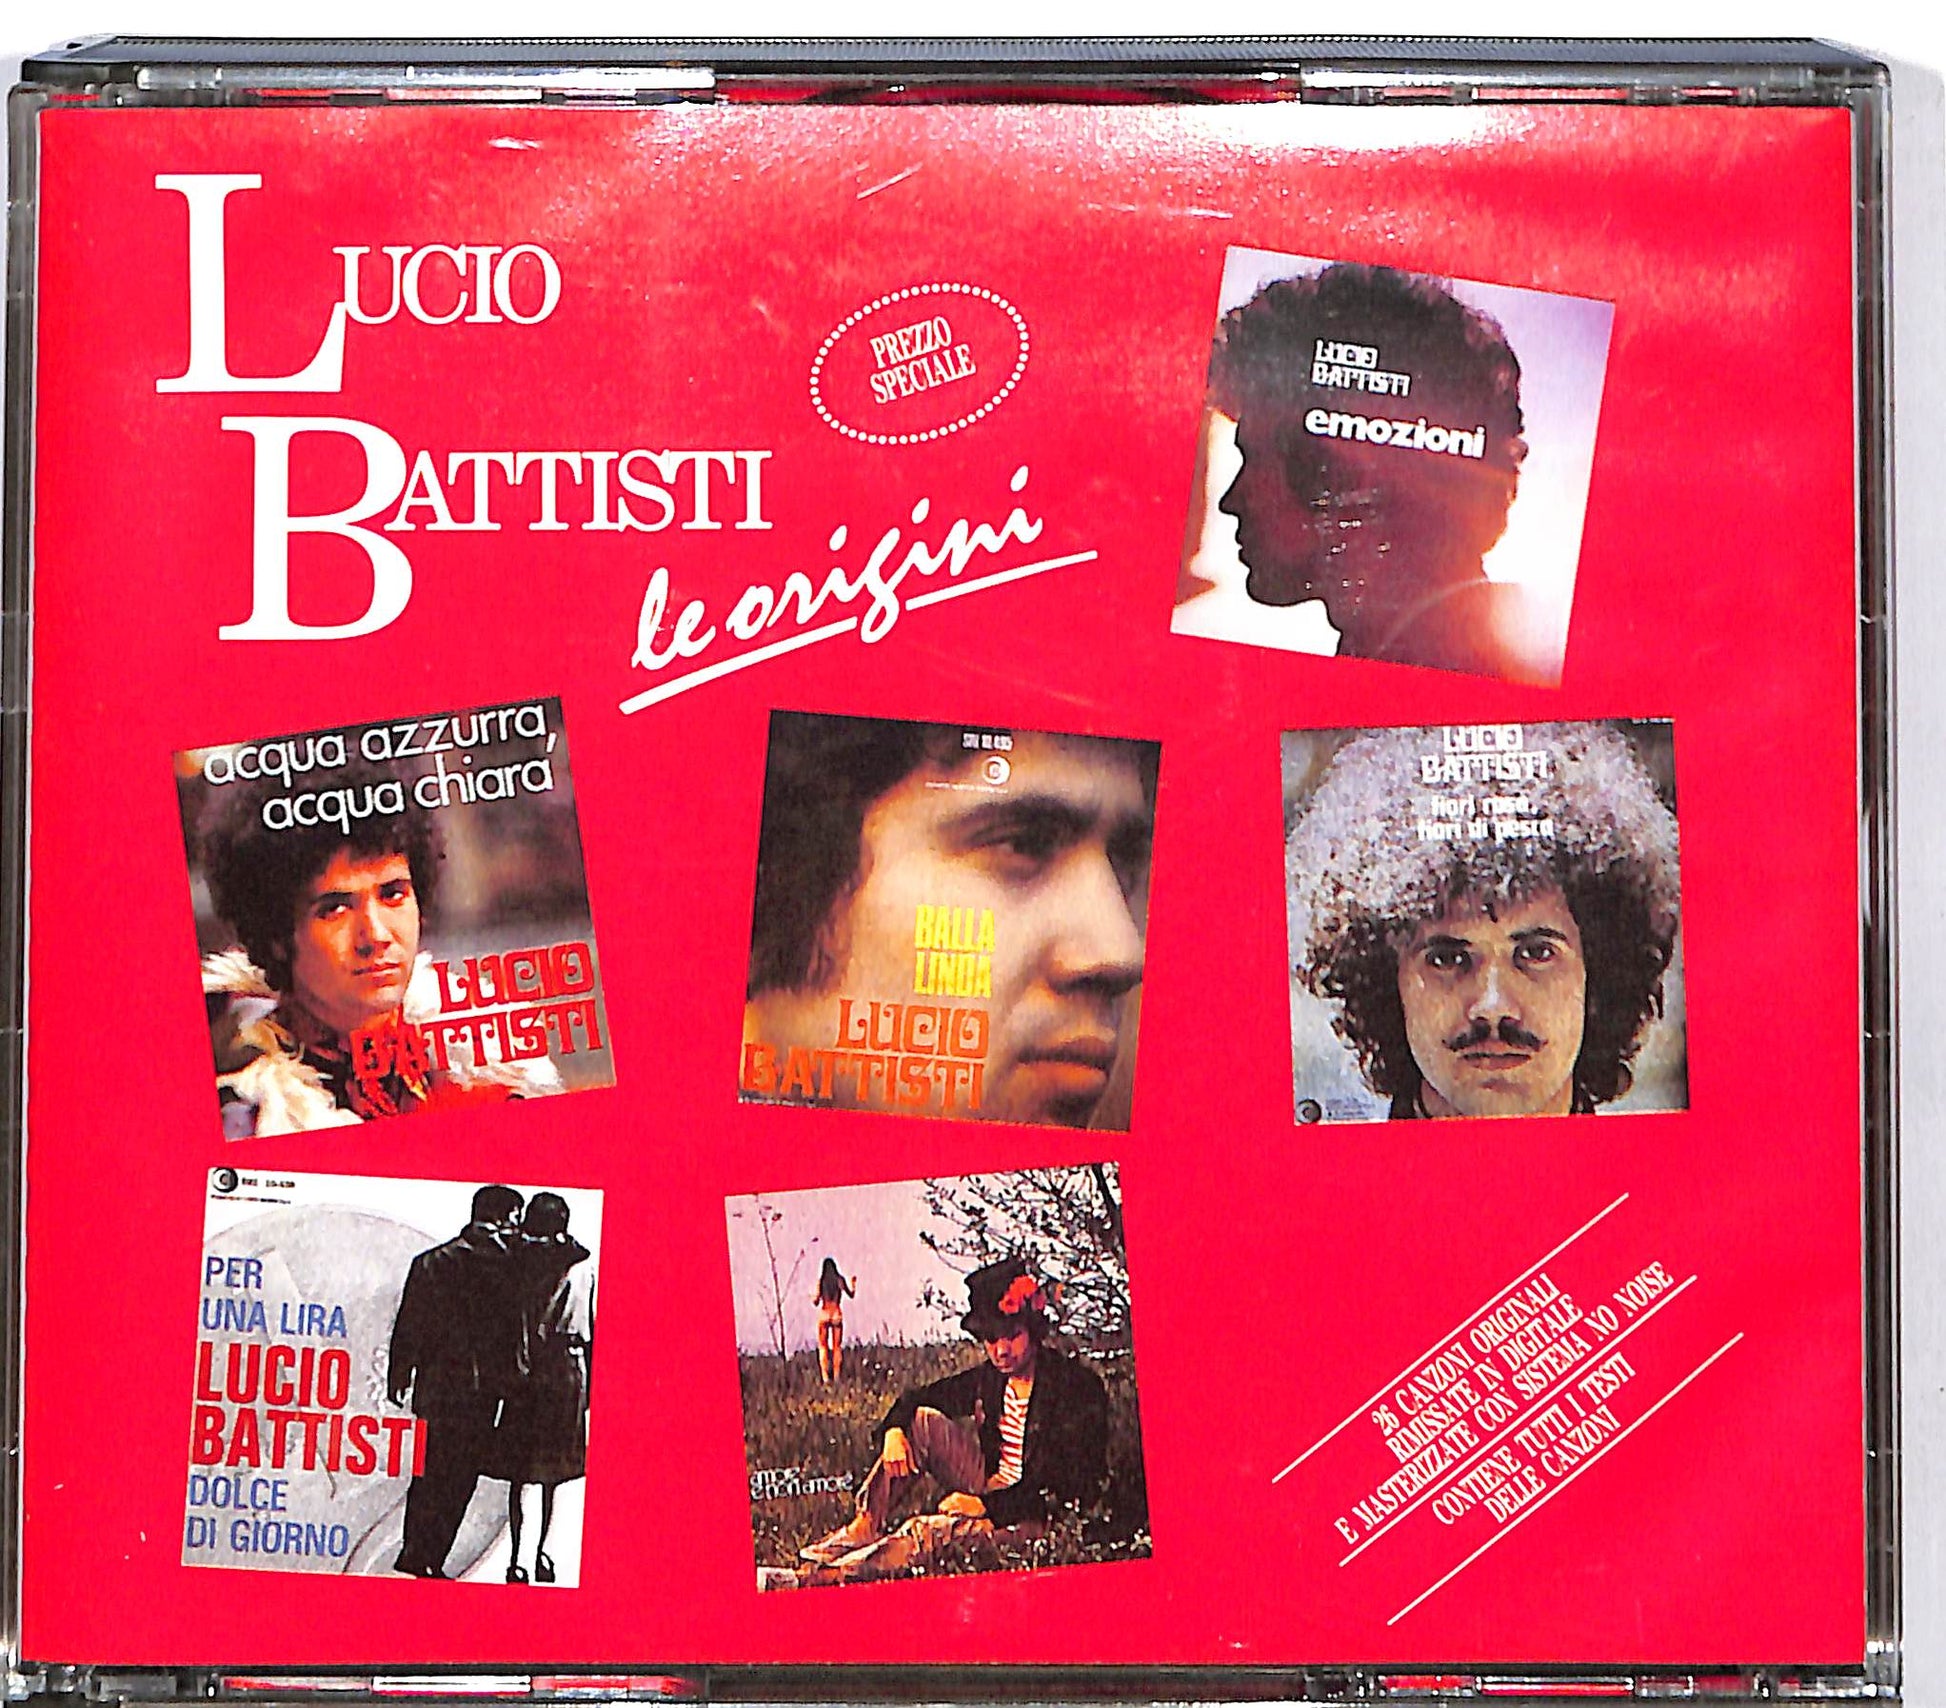 LUCIO
BATTISTI
le origini
PREZZO
SPECIALE
LUCIO
BATTISTI
emozioni
acqua azzurra,
acqua chiara
LUCIO
BATTISTI
BALLA
LINDA
LUCIO
BATTISTI
LUCIO
BATTISTI
fiori rosa,
fiori di pesco
PER
UNA LIRA
LUCIO
BATTISTI
DOLCE
DI GIORNO
amore
e non amore
26 CANZONI ORIGINALI
RIMISSATE IN DIGITALE
E MASTERIZZATE CON SISTEMA NO NOISE
CONTIENE TUTTI I TESTI
DELLE CANZONI